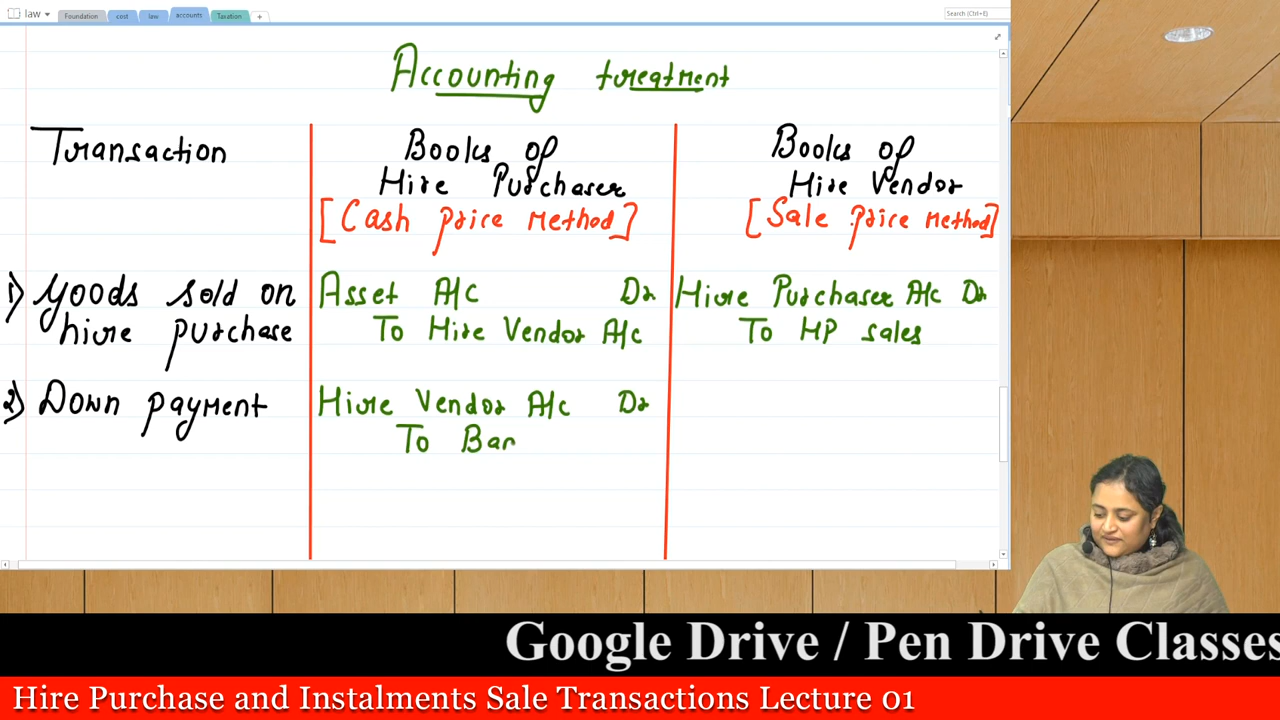 law
Foundation
cost
law
accounts
Taxation
Search (Ctrl+E)
Accounting treatment
Transaction
Books of
Hire Purchaser
[Cash price Method]
Books of
Hire Vendor
[Sale price Method]
1) Goods sold on
hire purchase
Asset A/c Dr
To Hire Vendor A/c
Hire Purchaser A/c Dr
To HP sales
2) Down payment
Hire Vendor A/c Dr
To Ban
Google Drive / Pen Drive Classes
Hire Purchase and Instalments Sale Transactions Lecture 01